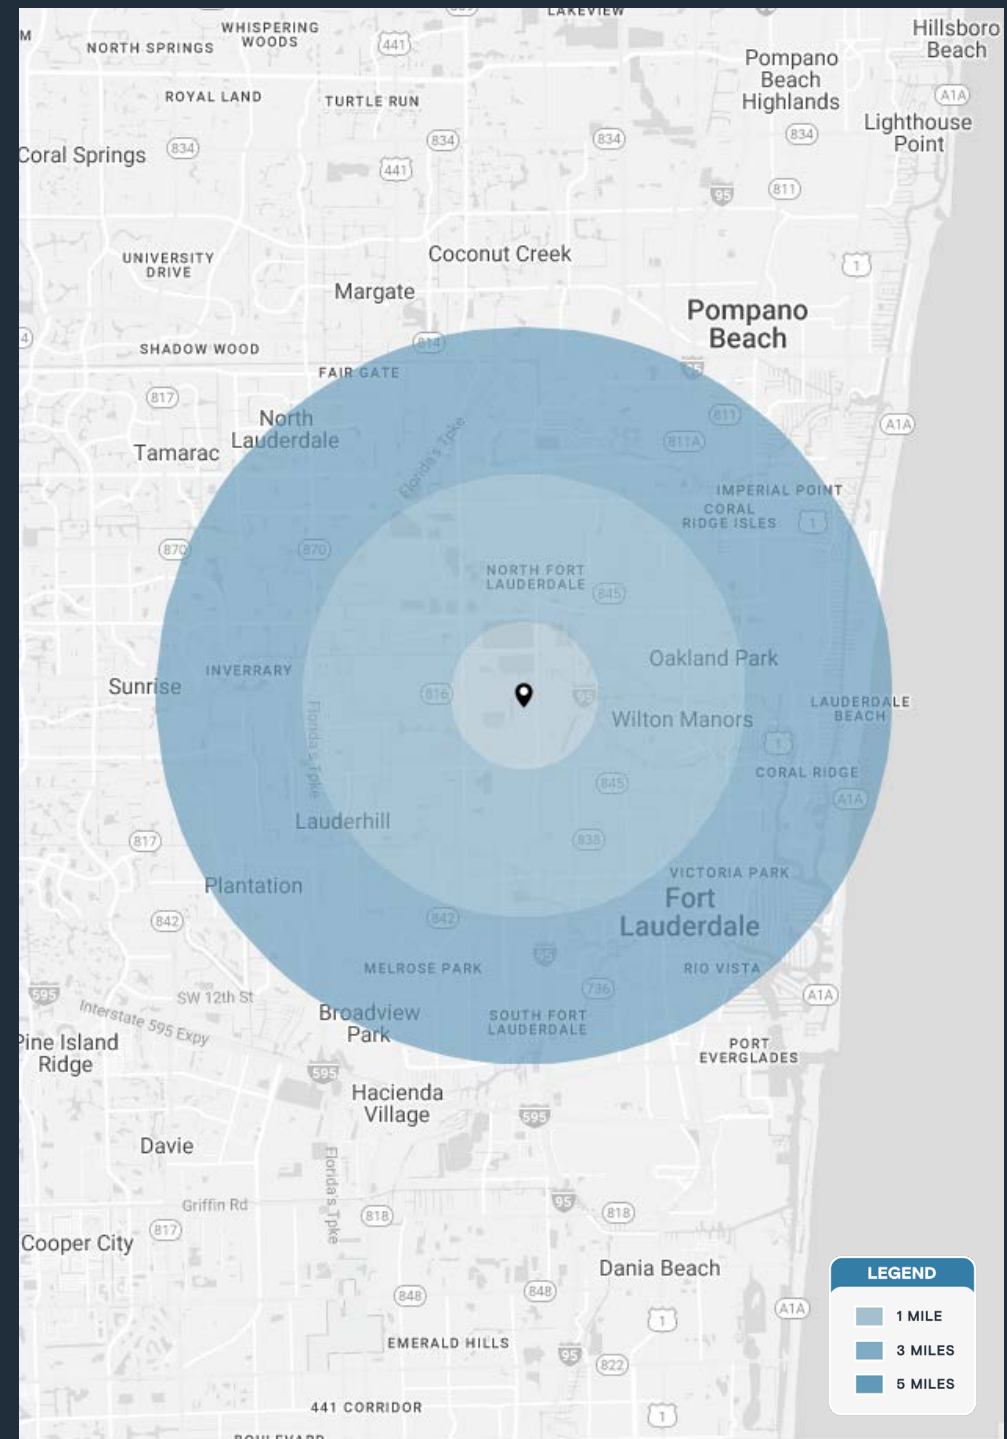 LAKEVIEW
M
NORTH SPRINGS
WHISPERING
WOODS
441
Hillsboro
Beach
Pompano
Beach
Highlands
ROYAL LAND
TURTLE RUN
A1A
Lighthouse
Point
Coral Springs
834
834
834
834
441
95
811
UNIVERSITY
DRIVE
Coconut Creek
1
Margate
Pompano
Beach
4
SHADOW WOOD
814
FAIR GATE
95
817
North
Lauderdale
811
A1A
Tamarac
Florida's Tpke
811A
IMPERIAL POINT
CORAL
RIDGE ISLES
1
870
870
NORTH FORT
LAUDERDALE
845
Oakland Park
INVERRARY
Sunrise
816
95
LAUDERDALE
BEACH
Wilton Manors
Florida's Tpke
1
CORAL RIDGE
845
A1A
Lauderhill
817
838
VICTORIA PARK
Plantation
Fort
Lauderdale
842
842
95
MELROSE PARK
RIO VISTA
736
595
SW 12th St
A1A
Interstate 595 Expy
Broadview
Park
SOUTH FORT
LAUDERDALE
Pine Island
Ridge
PORT
EVERGLADES
595
Hacienda
Village
595
Davie
Florida's Tpke
Griffin Rd
95
818
818
817
Cooper City
Dania Beach
LEGEND
1 MILE
3 MILES
5 MILES
848
848
A1A
1
EMERALD HILLS
95
822
441 CORRIDOR
1
BOULEVARD